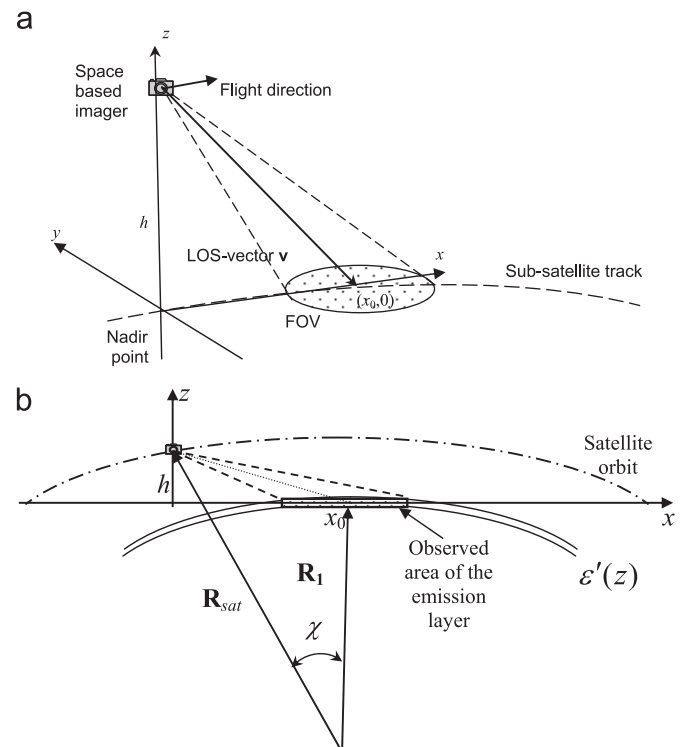 a
z
Space
based
imager
Flight direction
h
y
LOS-vector v
x
Sub-satellite track
(x₀,0)
FOV
Nadir
point
b
z
Satellite
orbit
h
x₀
x
Observed
area of the
emission
layer
ε′(z)
R₁
R_sat
χ